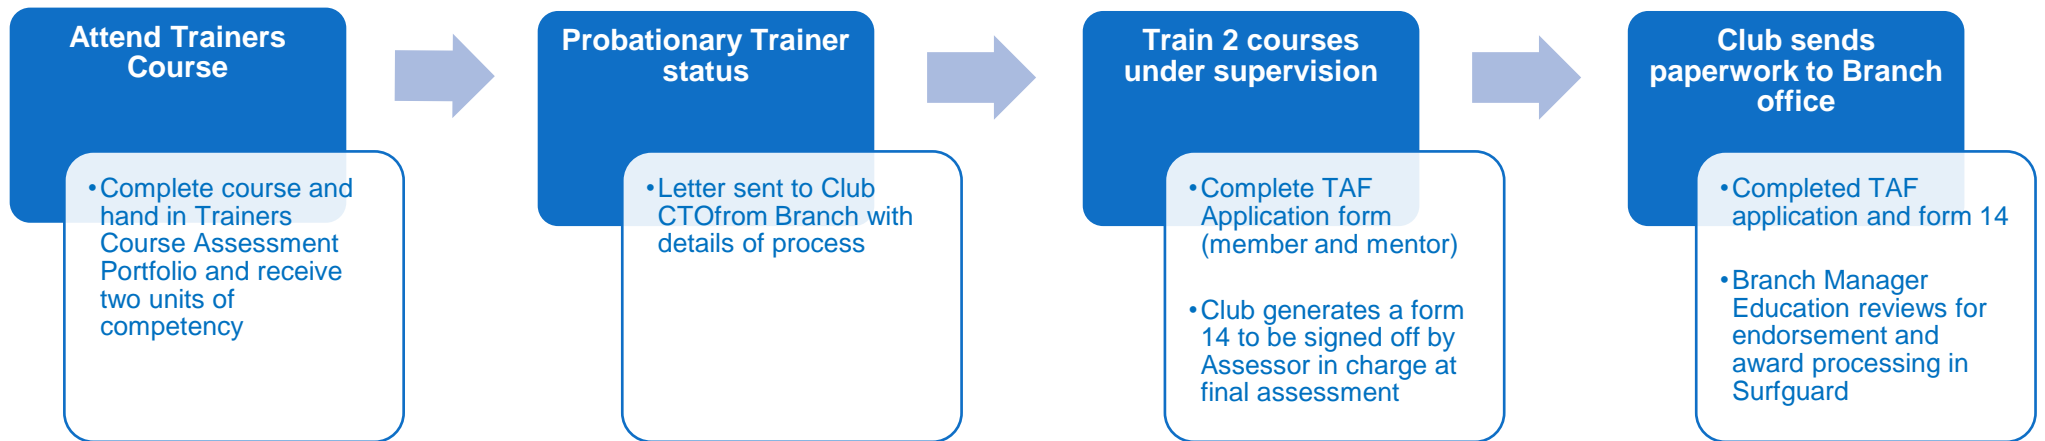 Attend Trainers
Course
•Complete course and
hand in Trainers
Course Assessment
Portfolio and receive
two units of
competency
Probationary Trainer
status
•Letter sent to Club
CTOfrom Branch with
details of process
Train 2 courses
under supervision
•Complete TAF
Application form
(member and mentor)
•Club generates a form
14 to be signed off by
Assessor in charge at
final assessment
Club sends
paperwork to Branch
office
•Completed TAF
application and form 14
•Branch Manager
Education reviews for
endorsement and
award processing in
Surfguard